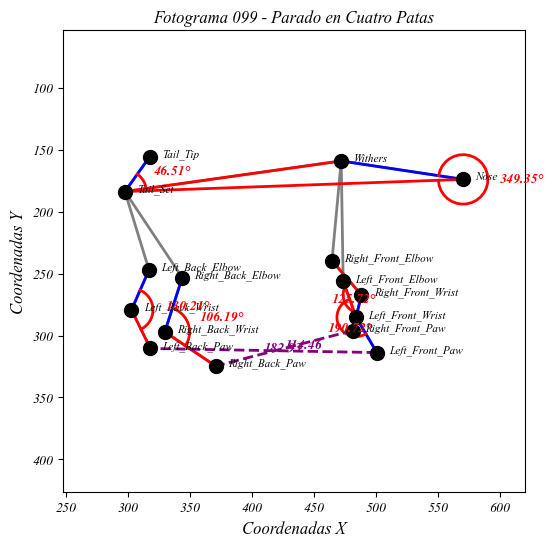 Fotograma 099 - Parado en Cuatro Patas
Tail_Tip
46.51°
Withers
Nose
349.35°
Tail_Set
Right_Front_Elbow
Left_Back_Elbow
Right_Back_Elbow
Left_Front_Elbow
Right_Front_Wrist
106.19°
Left_Front_Wrist
Right_Back_Wrist
Right_Front_Paw
Left_Back_Paw
Left_Front_Paw
Right_Back_Paw
Coordenadas Y
100
150
200
250
300
350
400
250
300
350
400
450
500
550
600
Coordenadas X